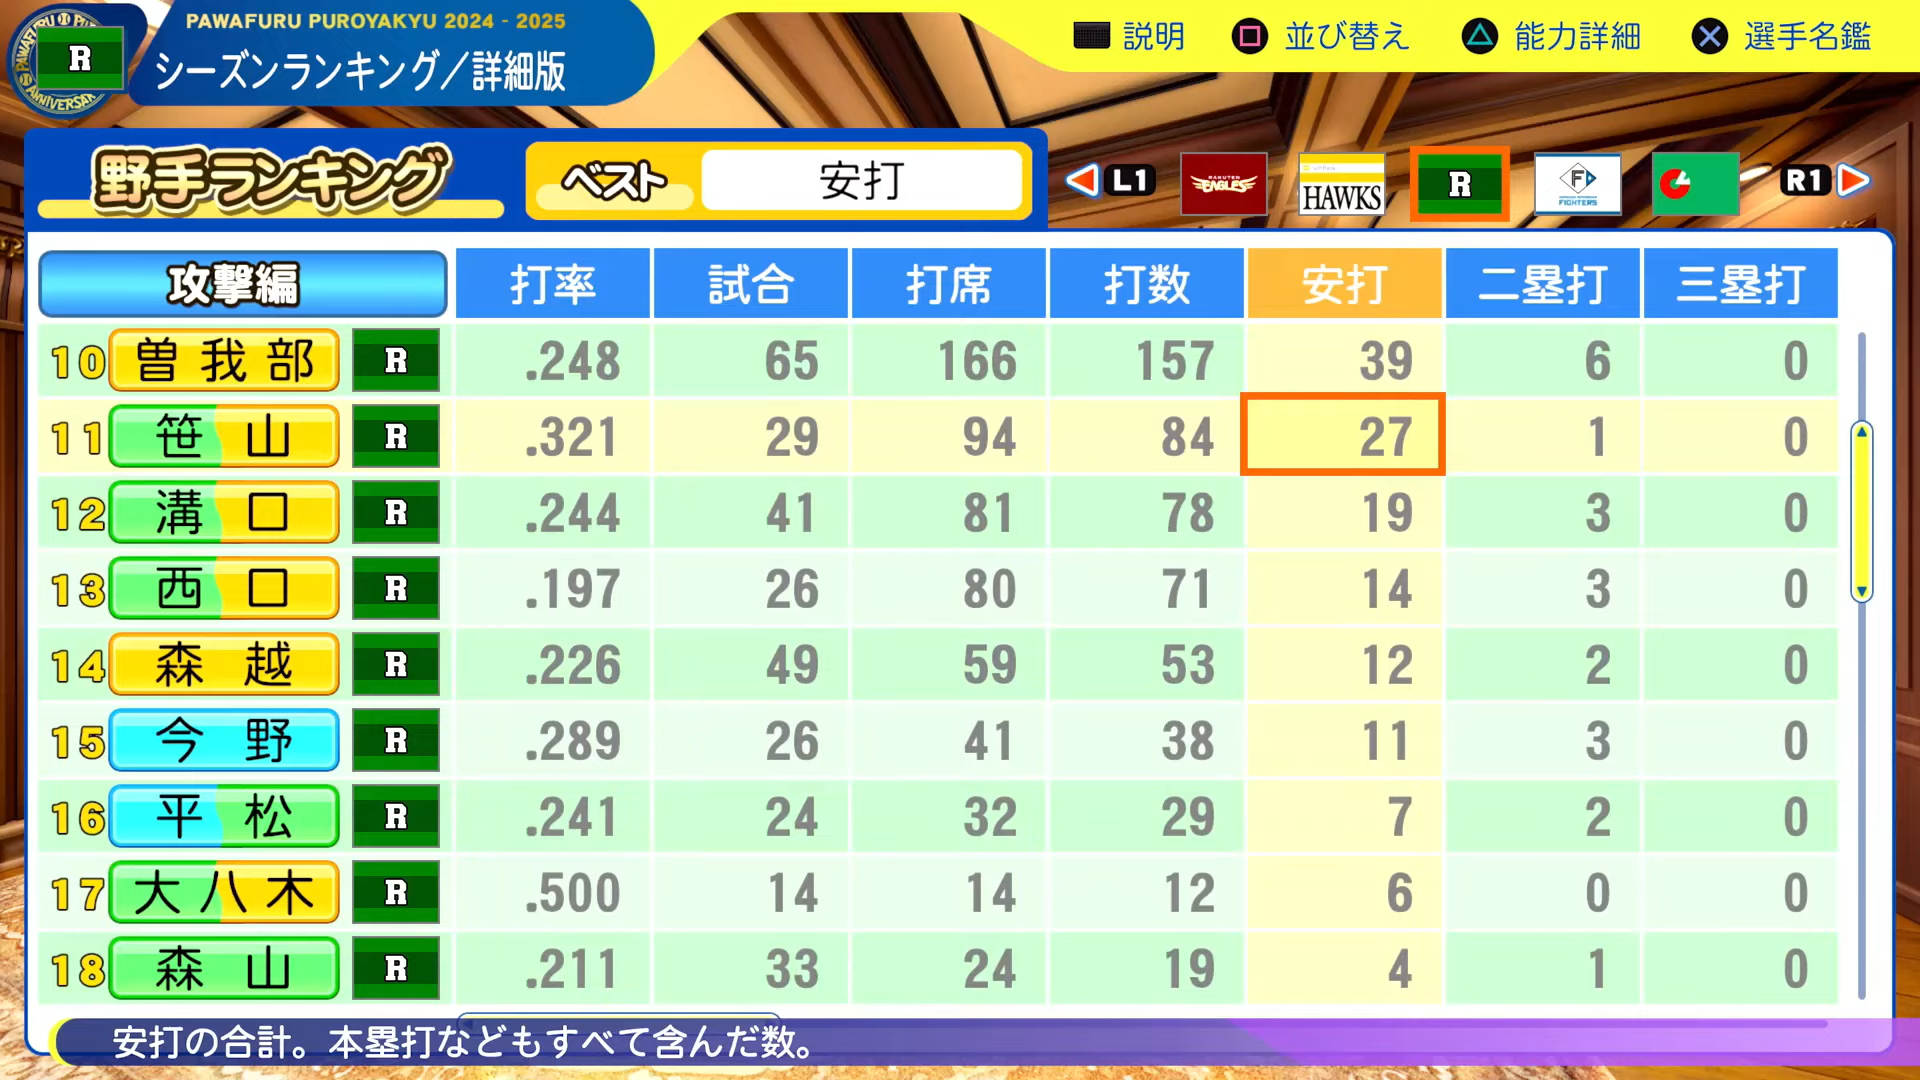 PAWAFURU PUROYAKYU 2024 - 2025
シーズンランキング／詳細版
R
説明 並び替え 能力詳細 選手名鑑
野手ランキング ベスト 安打
L1 RAKUTEN EAGLES HAWKS R F FIGHTERS R1
攻撃編 打率 試合 打席 打数 安打 二塁打 三塁打
10 曽我部 R .248 65 166 157 39 6 0
11 笹山 R .321 29 94 84 27 1 0
12 溝口 R .244 41 81 78 19 3 0
13 西口 R .197 26 80 71 14 3 0
14 森越 R .226 49 59 53 12 2 0
15 今野 R .289 26 41 38 11 3 0
16 平松 R .241 24 32 29 7 2 0
17 大八木 R .500 14 14 12 6 0 0
18 森山 R .211 33 24 19 4 1 0
安打の合計。本塁打などもすべて含んだ数。